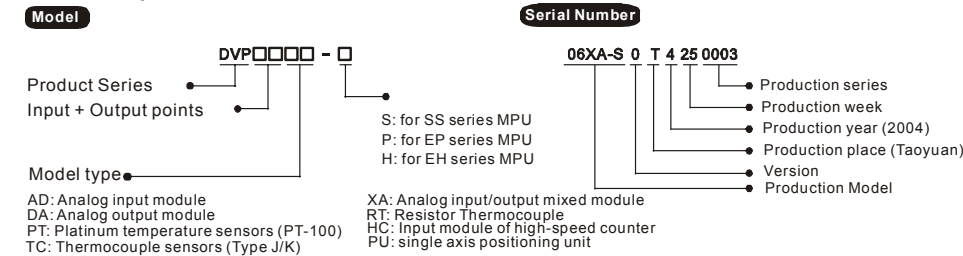 Model
Serial Number
DVP□□□□ - □
06XA-S 0 T 4 25 0003
Product Series
Input + Output points
S: for SS series MPU
P: for EP series MPU
H: for EH series MPU
Production series
Production week
Production year (2004)
Production place (Taoyuan)
Version
Production Model
Model type
AD: Analog input module
DA: Analog output module
PT: Platinum temperature sensors (PT-100)
TC: Thermocouple sensors (Type J/K)
XA: Analog input/output mixed module
RT: Resistor Thermocouple
HC: Input module of high-speed counter
PU: single axis positioning unit